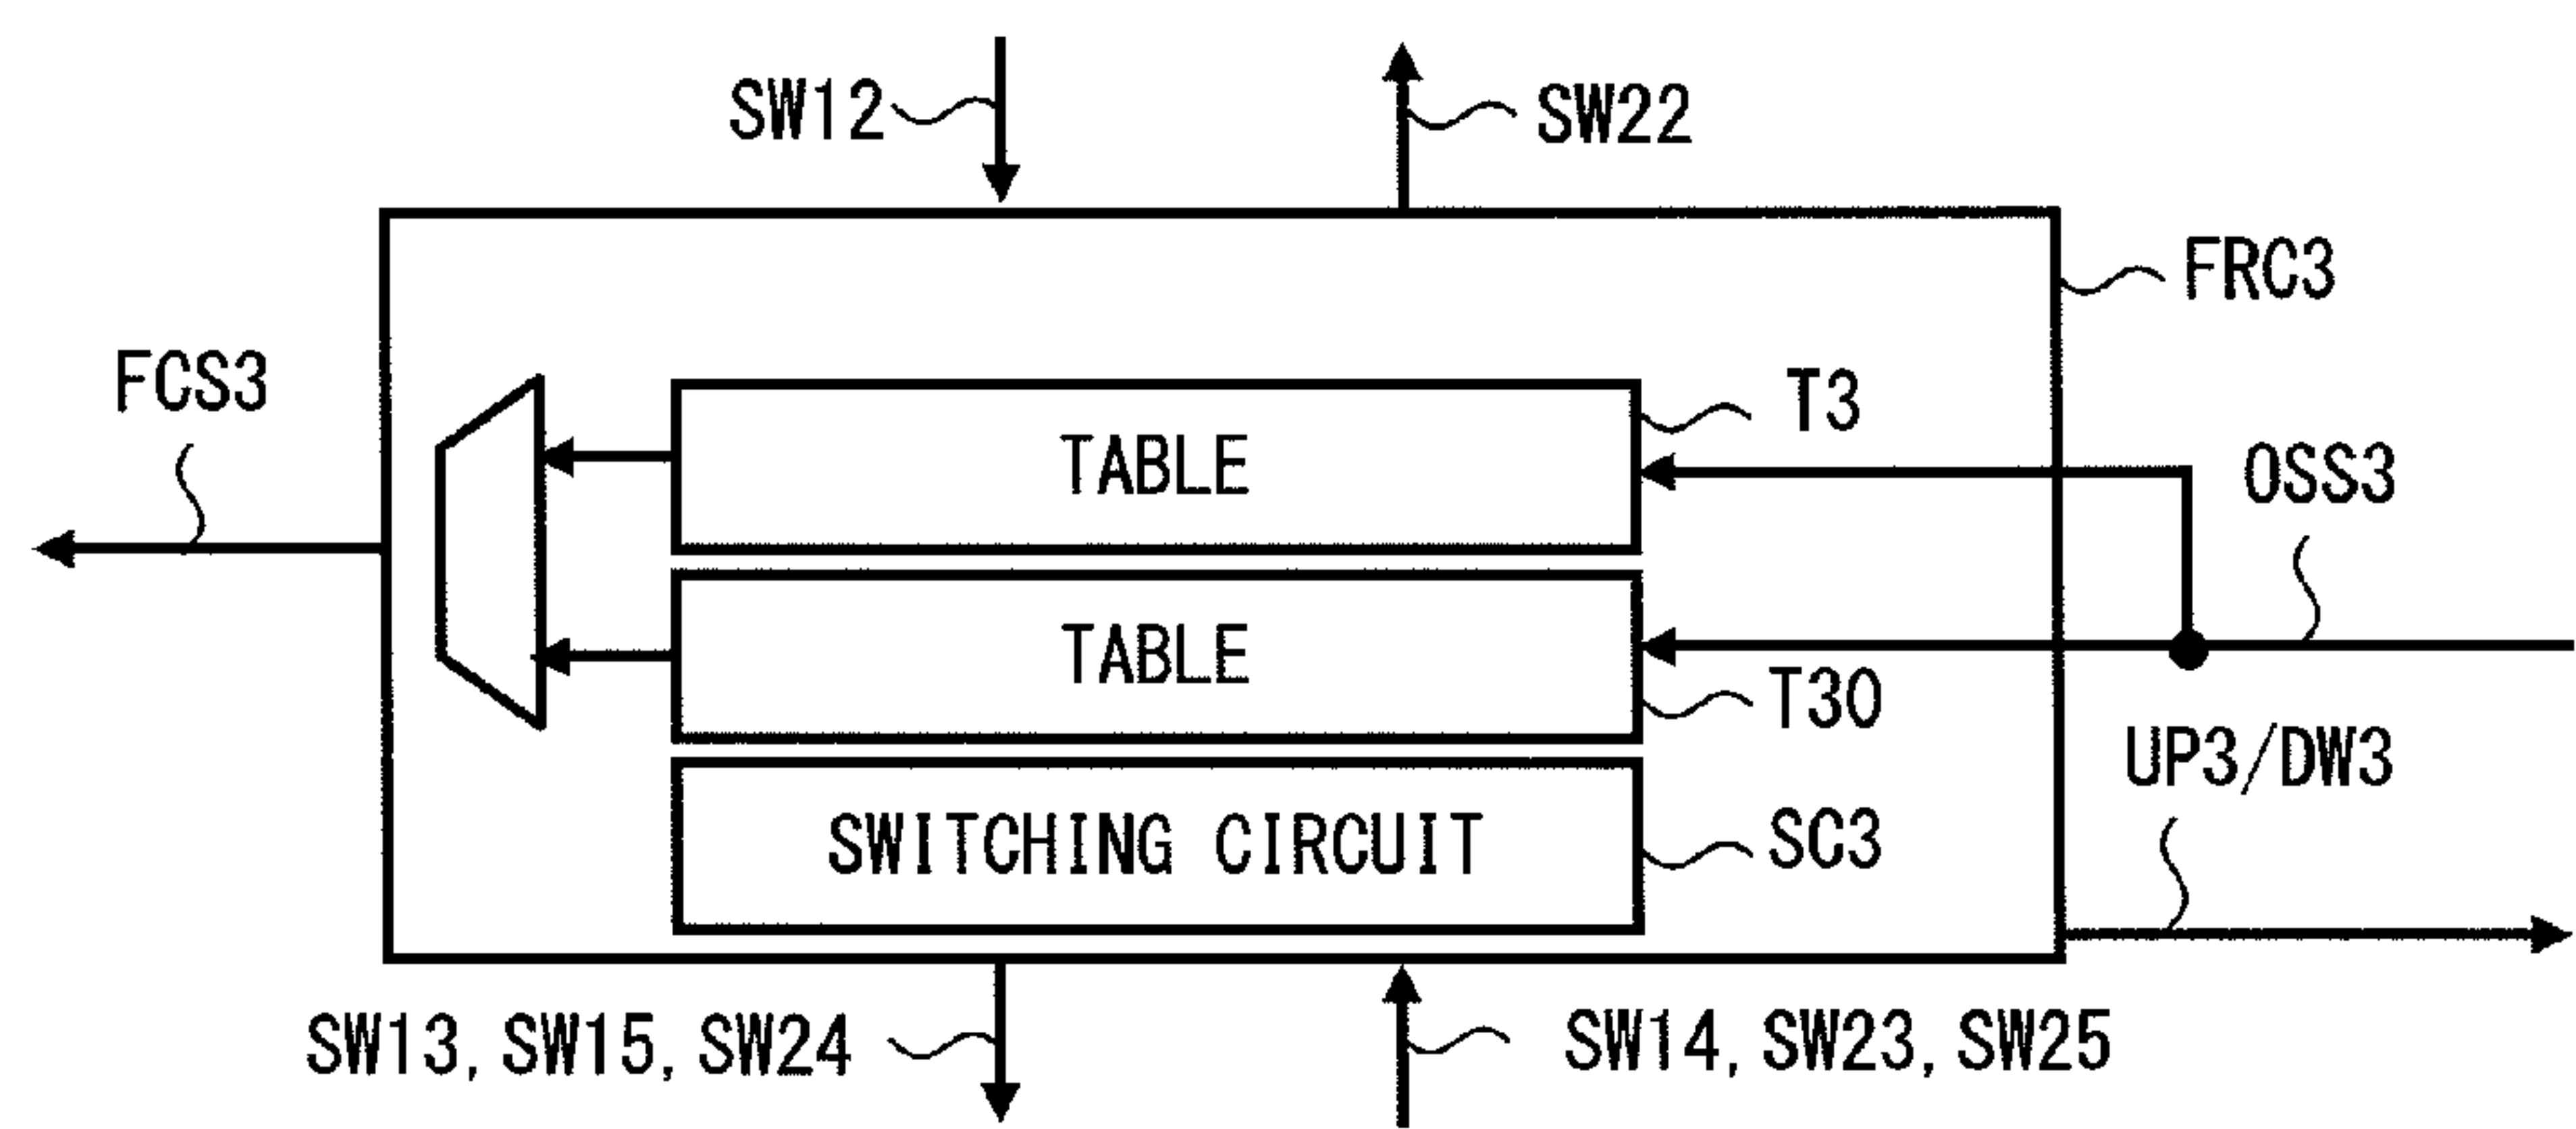 SW12
SW22
FRC3
FCS3
T3
TABLE
OSS3
TABLE
T30
UP3/DW3
SWITCHING CIRCUIT
SC3
SW13, SW15, SW24
SW14, SW23, SW25